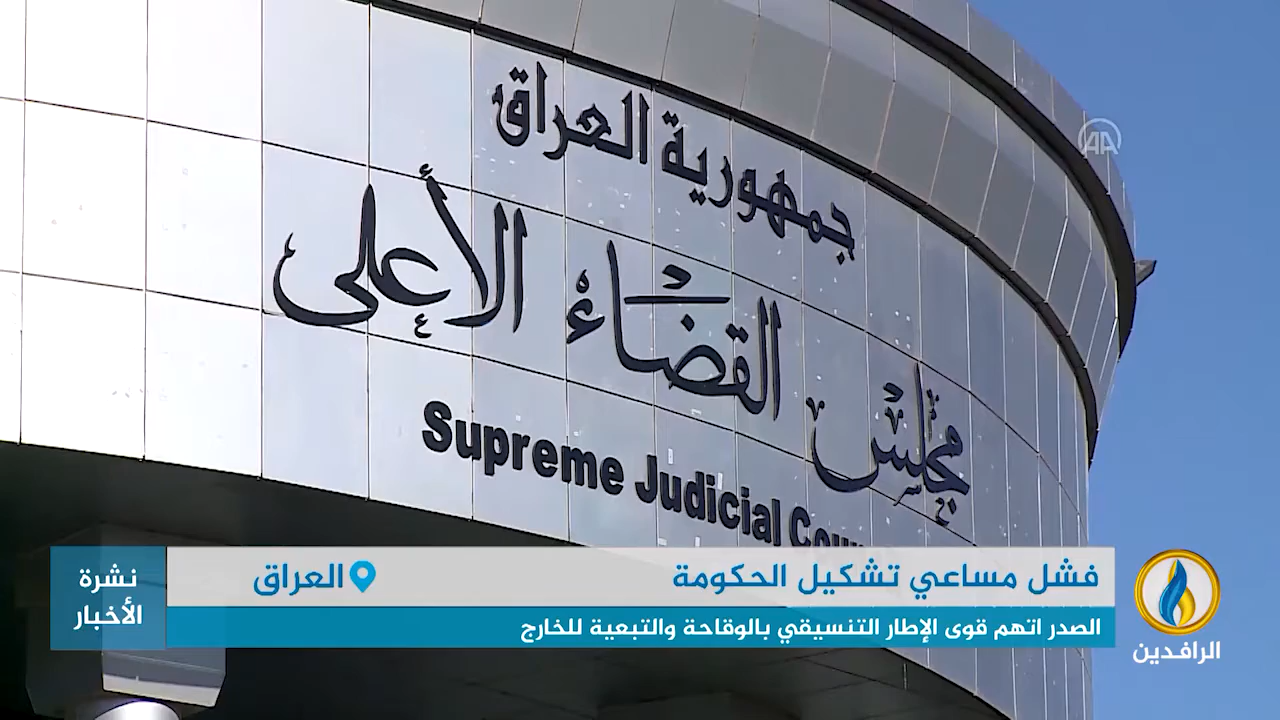 جمهورية العراق
مجلس القضاء الأعلى
Supreme Judicial
AA
فشل مساعي تشكيل الحكومة
العراق
الصدر اتهم قوى الإطار التنسيقي بالوقاحة والتبعية للخارج
نشرة
الأخبار
الرافدين